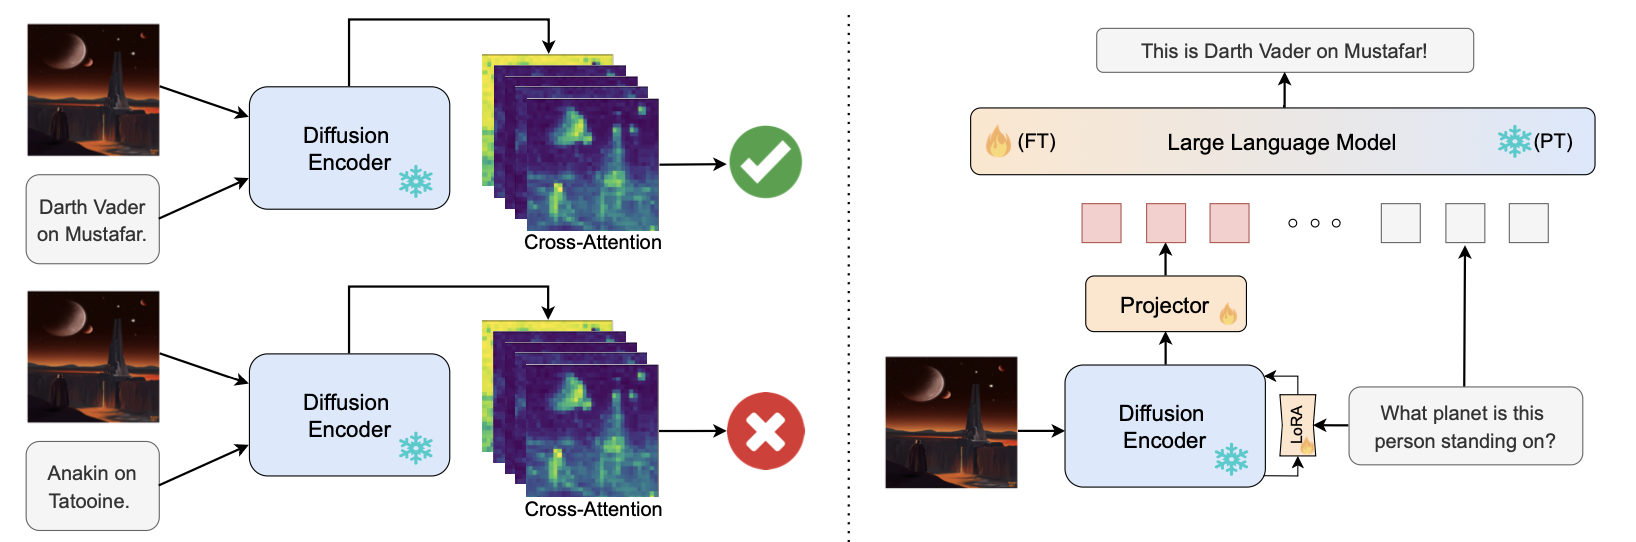 Darth Vader
on Mustafar.
Diffusion
Encoder
Cross-Attention
Anakin on
Tatooine.
Diffusion
Encoder
Cross-Attention
This is Darth Vader on Mustafar!
(FT)
Large Language Model
(PT)
Projector
Diffusion
Encoder
LoRA
What planet is this
person standing on?